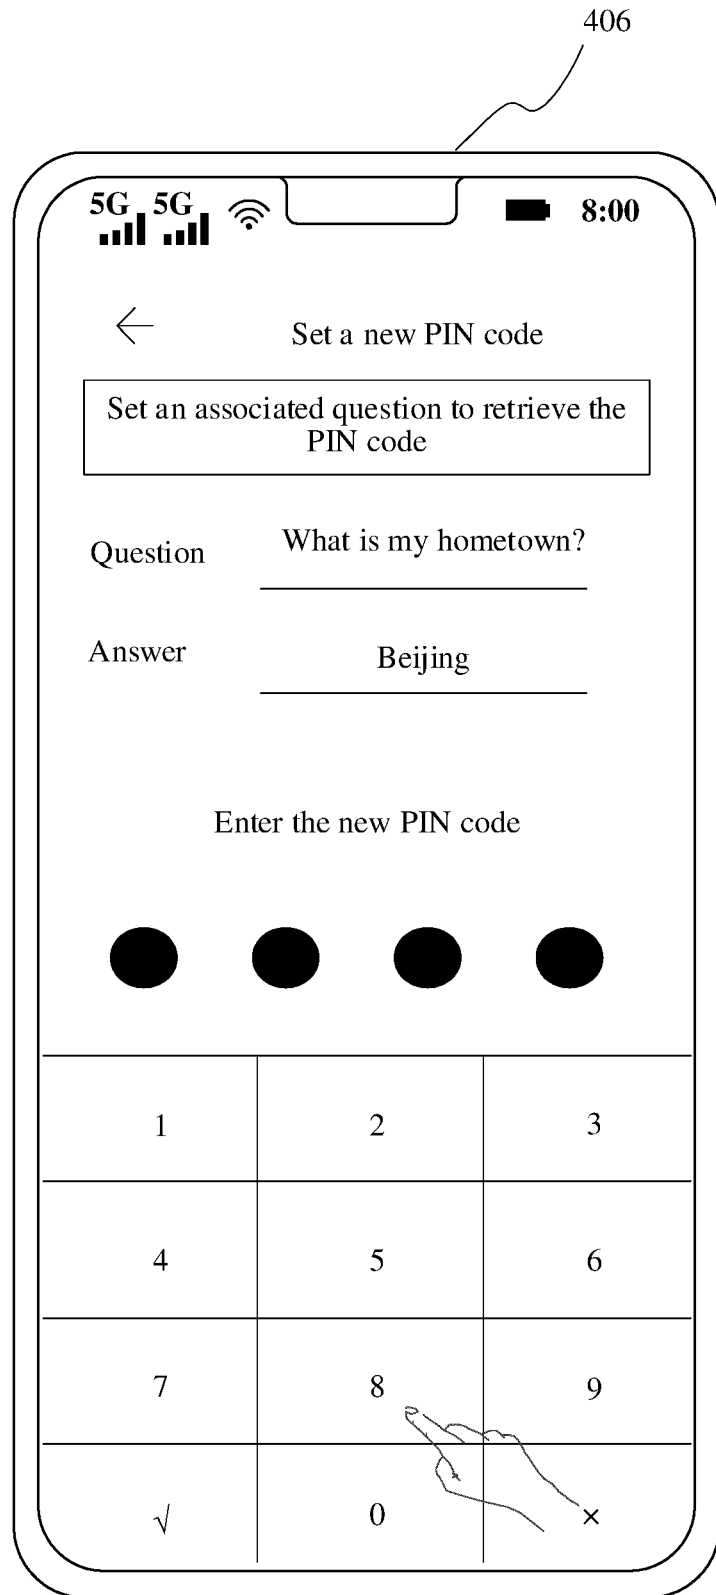 406
5G 5G 8:00
Set a new PIN code
Set an associated question to retrieve the
PIN code
Question What is my hometown?
Answer Beijing
Enter the new PIN code
1 2 3
4 5 6
7 8 9
√ 0 ×